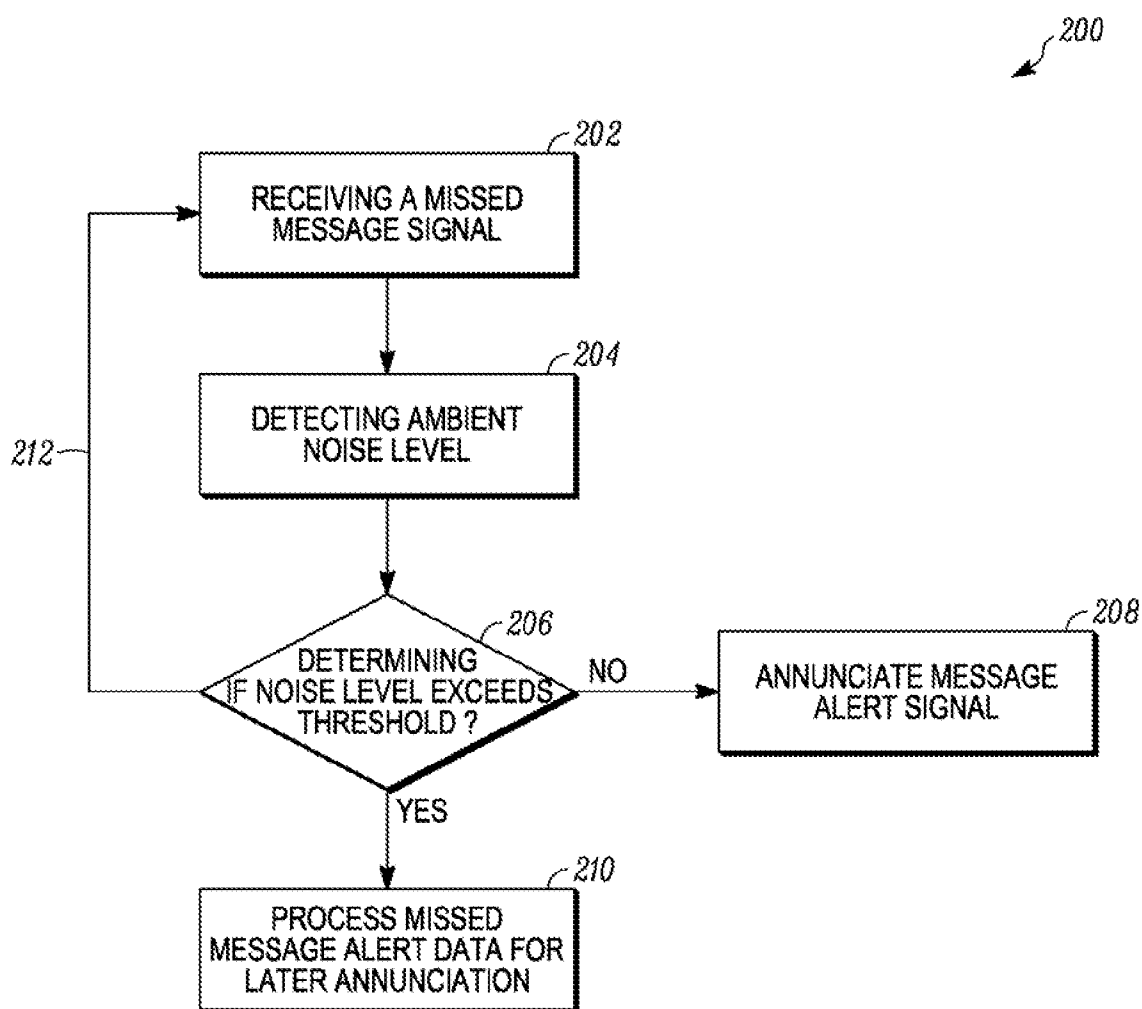 200
202
RECEIVING A MISSED
MESSAGE SIGNAL
204
DETECTING AMBIENT
NOISE LEVEL
212
206
DETERMINING
IF NOISE LEVEL EXCEEDS
THRESHOLD ?
NO
208
ANNUNCIATE MESSAGE
ALERT SIGNAL
YES
210
PROCESS MISSED
MESSAGE ALERT DATA FOR
LATER ANNUNCIATION